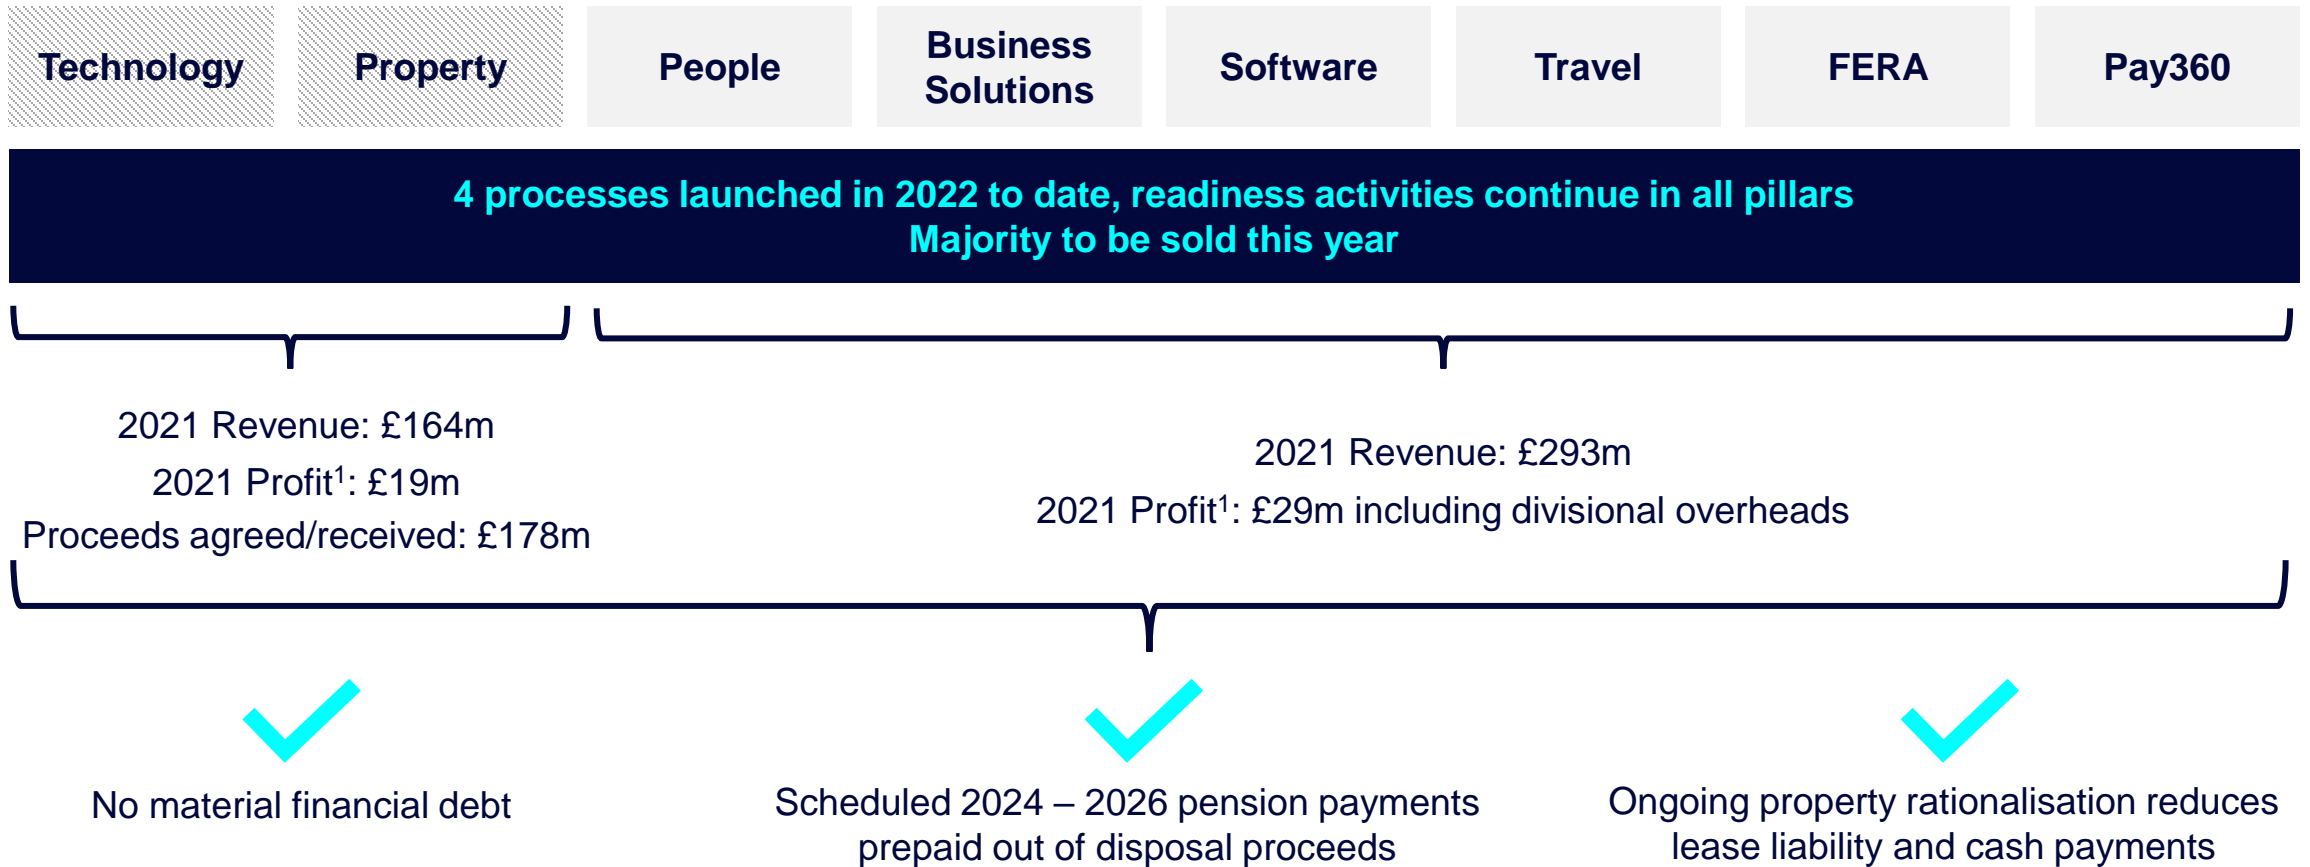 Technology
Property
People
Business
Solutions
Software
Travel
FERA
Pay360
4 processes launched in 2022 to date, readiness activities continue in all pillars
Majority to be sold this year
2021 Revenue: £164m
2021 Profit¹: £19m
Proceeds agreed/received: £178m
2021 Revenue: £293m
2021 Profit¹: £29m including divisional overheads
No material financial debt
Scheduled 2024 – 2026 pension payments
prepaid out of disposal proceeds
Ongoing property rationalisation reduces
lease liability and cash payments